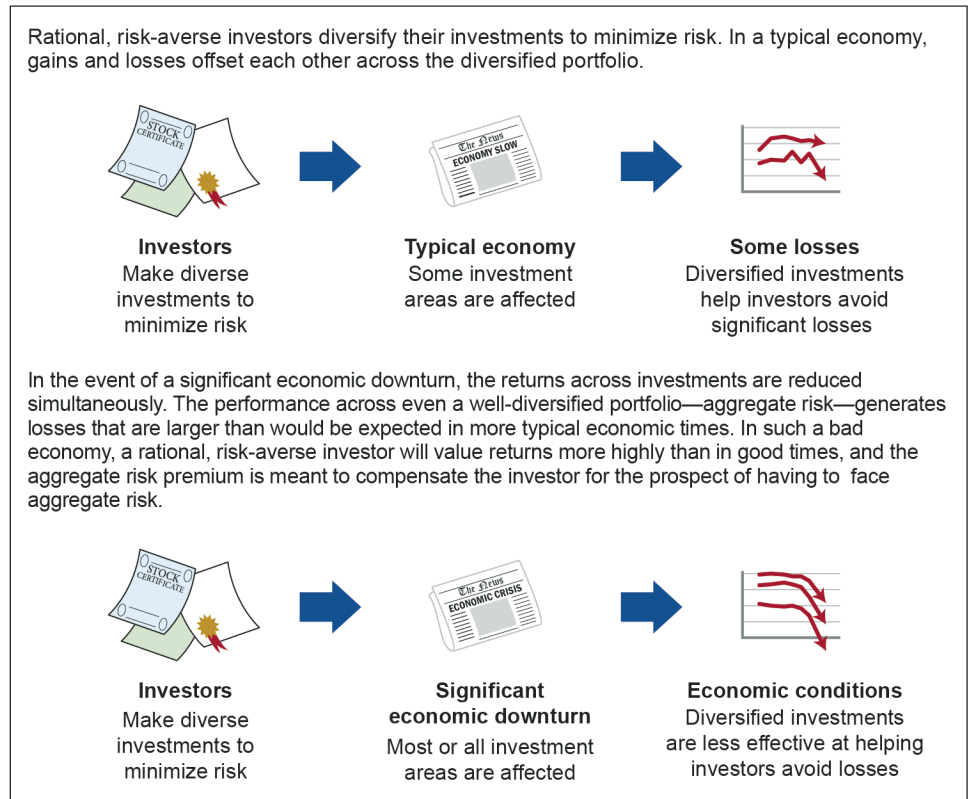 Rational, risk-averse investors diversify their investments to minimize risk. In a typical economy,
gains and losses offset each other across the diversified portfolio.
STOCK
CERTIFICATE
The News
ECONOMY SLOW
Investors
Make diverse
investments to
minimize risk
Typical economy
Some investment
areas are affected
Some losses
Diversified investments
help investors avoid
significant losses
In the event of a significant economic downturn, the returns across investments are reduced
simultaneously. The performance across even a well-diversified portfolio—aggregate risk—generates
losses that are larger than would be expected in more typical economic times. In such a bad
economy, a rational, risk-averse investor will value returns more highly than in good times, and the
aggregate risk premium is meant to compensate the investor for the prospect of having to face
aggregate risk.
STOCK
CERTIFICATE
The News
ECONOMIC CRISIS
Investors
Make diverse
investments to
minimize risk
Significant
economic downturn
Most or all investment
areas are affected
Economic conditions
Diversified investments
are less effective at helping
investors avoid losses